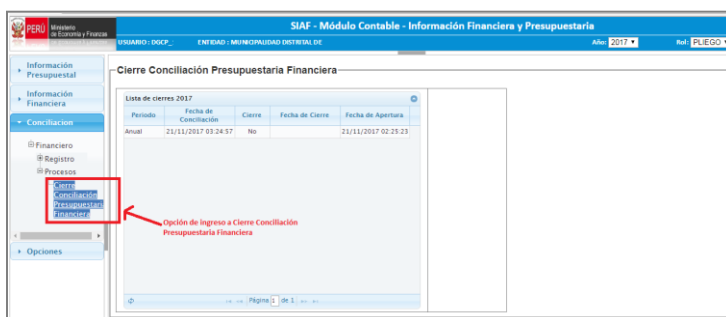 PERÚ Ministerio
de Economía y Finanzas
SIAF - Módulo Contable - Información Financiera y Presupuestaria
USUARIO : DGCP_: ENTIDAD : MUNICIPALIDAD DISTRITAL DE Año: 2017 Rol: PLIEGO
Información
Presupuestal
Información
Financiera
Conciliacion
Financiero
Registro
Procesos
Cierre
Conciliación
Presupuestari
Financiera
Opciones
Cierre Conciliación Presupuestaria Financiera
Lista de cierres 2017
Periodo Fecha de Conciliación Cierre Fecha de Cierre Fecha de Apertura
Anual 21/11/2017 03:24:57 No 21/11/2017 02:25:23
Opción de ingreso a Cierre Conciliación
Presupuestaria Financiera
Página 1 de 1